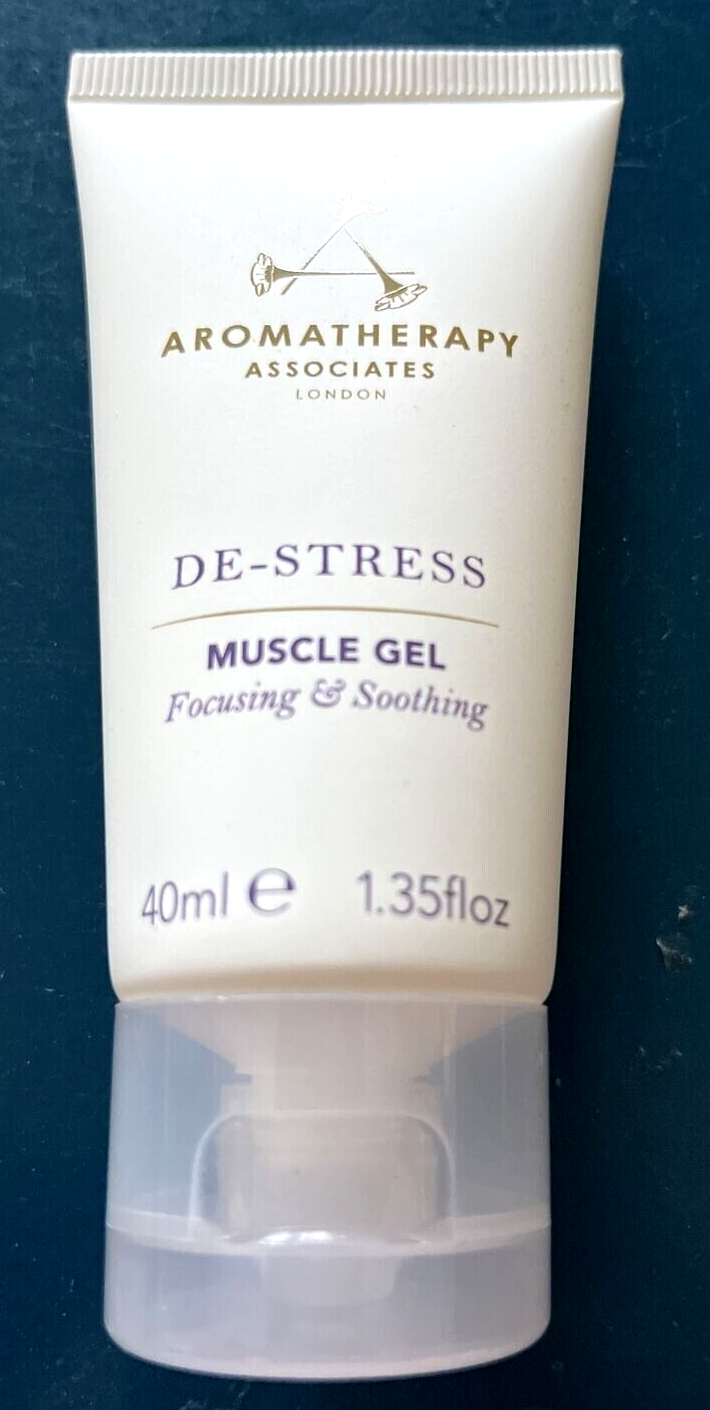 AROMATHERAPY
ASSOCIATES
LONDON
DE-STRESS
MUSCLE GEL
Focusing & Soothing
40ml e 1.35floz